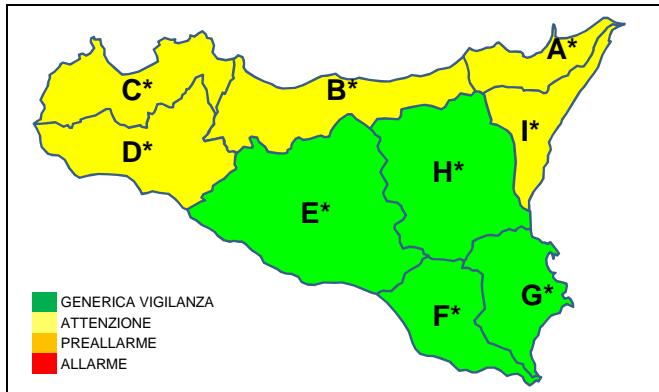 A*
C*
B*
I*
D*
H*
E*
G*
F*
GENERICA VIGILANZA
ATTENZIONE
PREALLARME
ALLARME